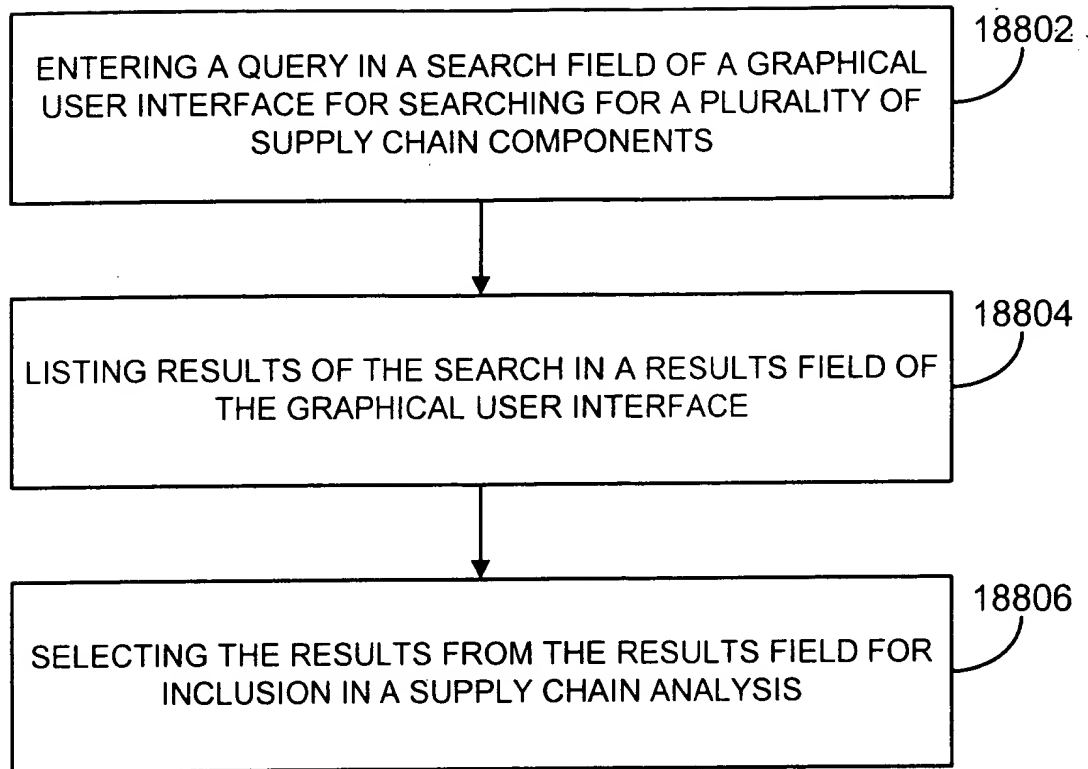 18802
ENTERING A QUERY IN A SEARCH FIELD OF A GRAPHICAL
USER INTERFACE FOR SEARCHING FOR A PLURALITY OF
SUPPLY CHAIN COMPONENTS
18804
LISTING RESULTS OF THE SEARCH IN A RESULTS FIELD OF
THE GRAPHICAL USER INTERFACE
18806
SELECTING THE RESULTS FROM THE RESULTS FIELD FOR
INCLUSION IN A SUPPLY CHAIN ANALYSIS